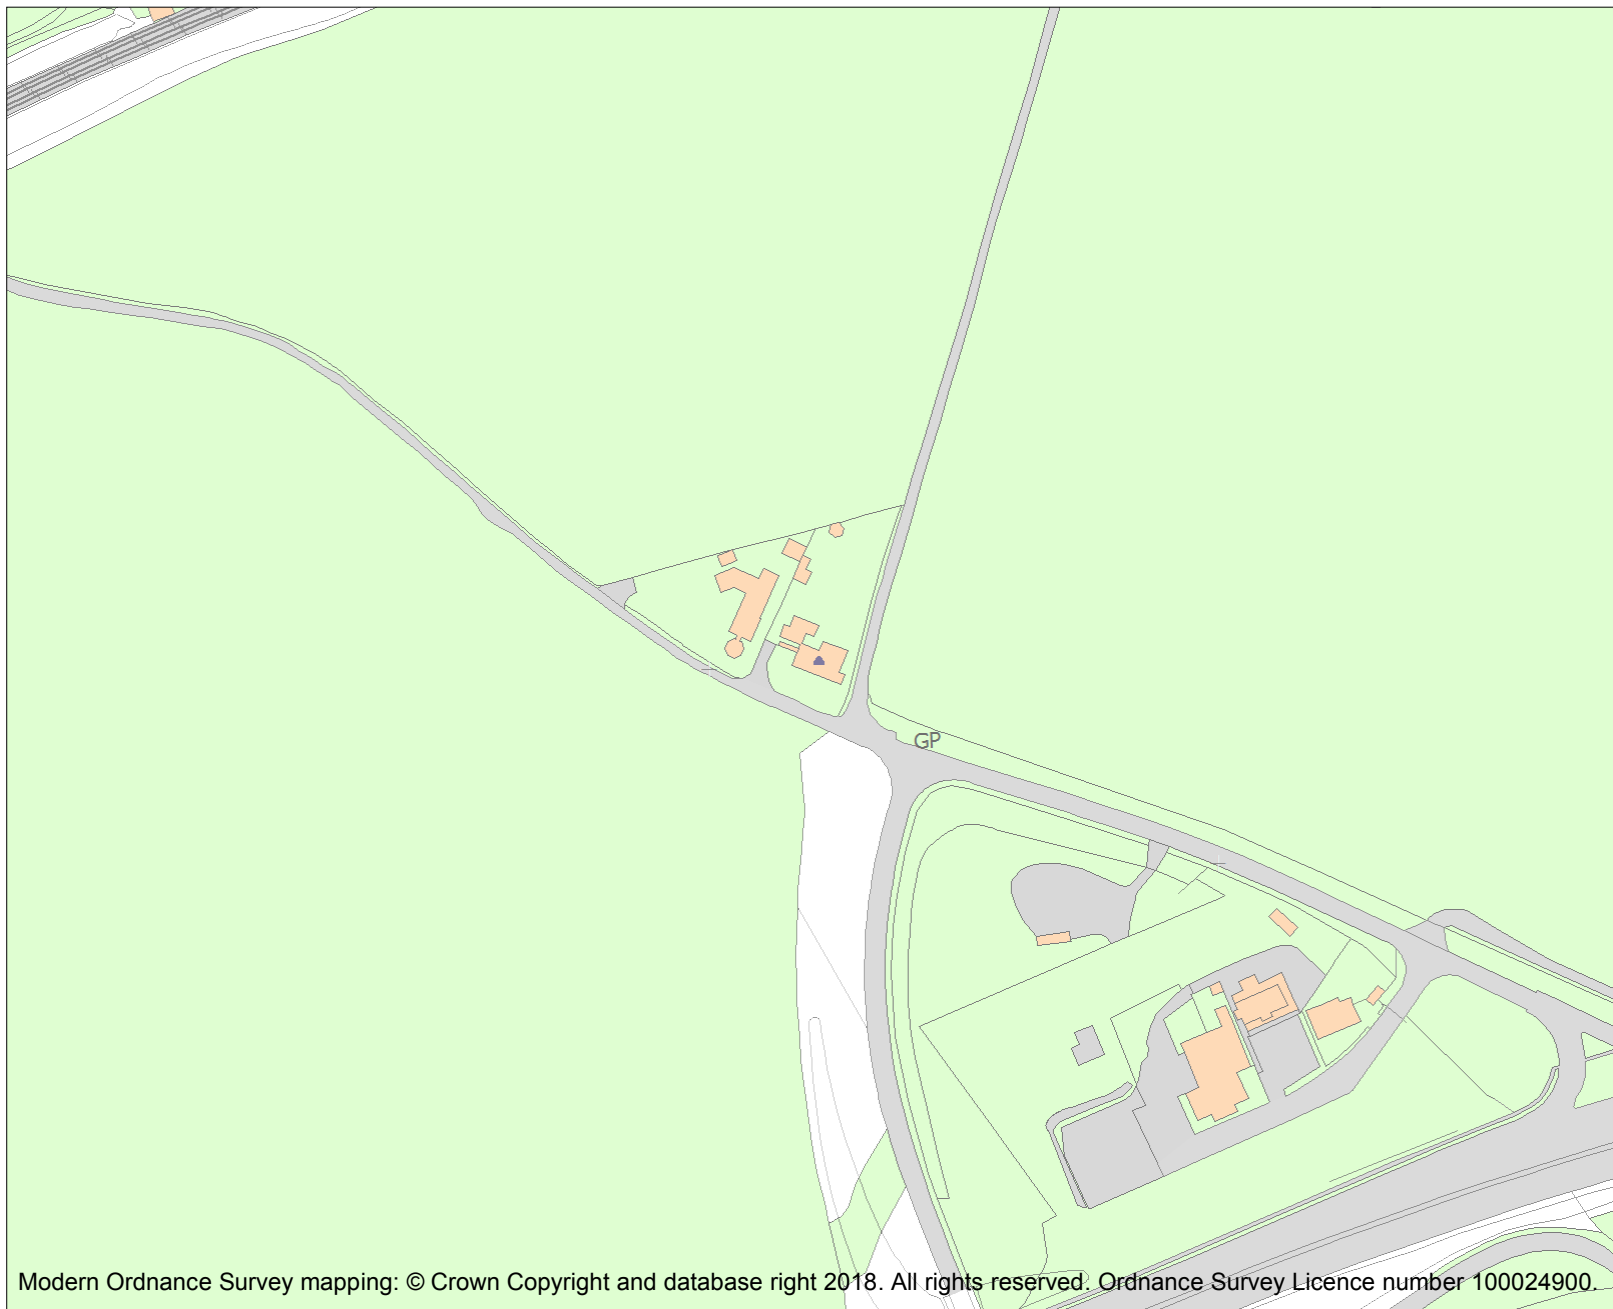 GP
Modern Ordnance Survey mapping: © Crown Copyright and database right 2018. All rights reserved. Ordnance Survey Licence number 100024900.